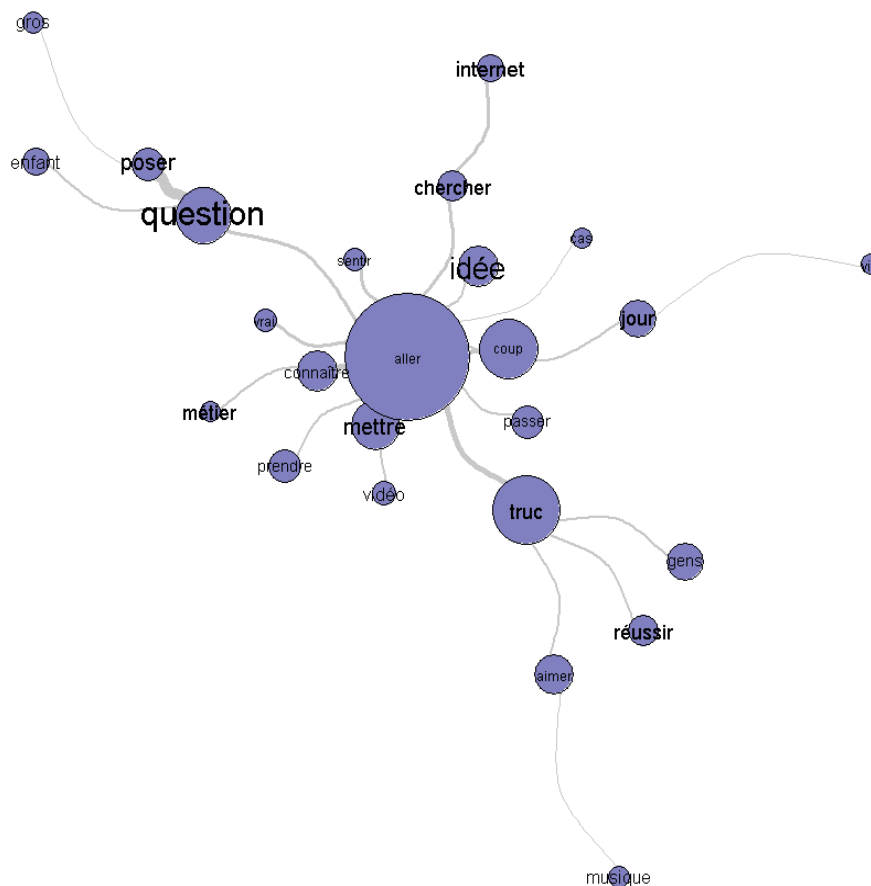 gros
internet
enfant
poser
chercher
question
cas
sentir
idée
vrai
jour
coup
aller
connaître
métier
mettre
passer
prendre
vidéo
truc
gens
réussir
aimer
musique